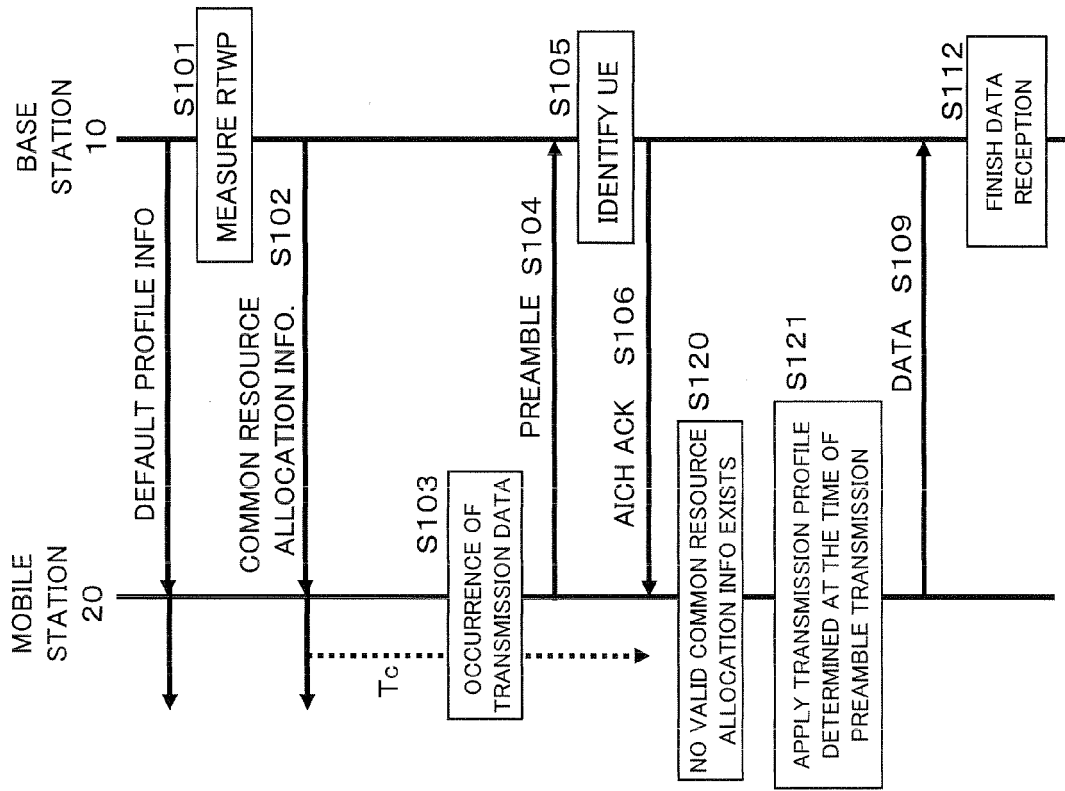 MOBILE
STATION
20
BASE
STATION
10
DEFAULT PROFILE INFO
S101
MEASURE RTWP
COMMON RESOURCE
ALLOCATION INFO. S102
Tc
S103
OCCURRENCE OF
TRANSMISSION DATA
PREAMBLE S104
S105
IDENTIFY UE
AICH ACK S106
S120
NO VALID COMMON RESOURCE
ALLOCATION INFO EXISTS
S121
APPLY TRANSMISSION PROFILE
DETERMINED AT THE TIME OF
PREAMBLE TRANSMISSION
DATA S109
S112
FINISH DATA
RECEPTION